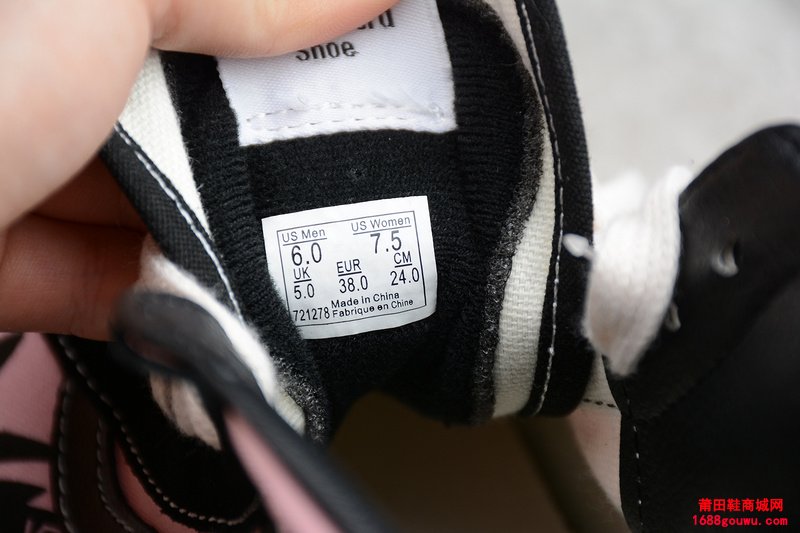 Shoe
US Men US Women
6.0 7.5
UK EUR CM
5.0 38.0 24.0
Made in China
721278 Fabrique en Chine
莆田鞋商城网
1688gouwu.com